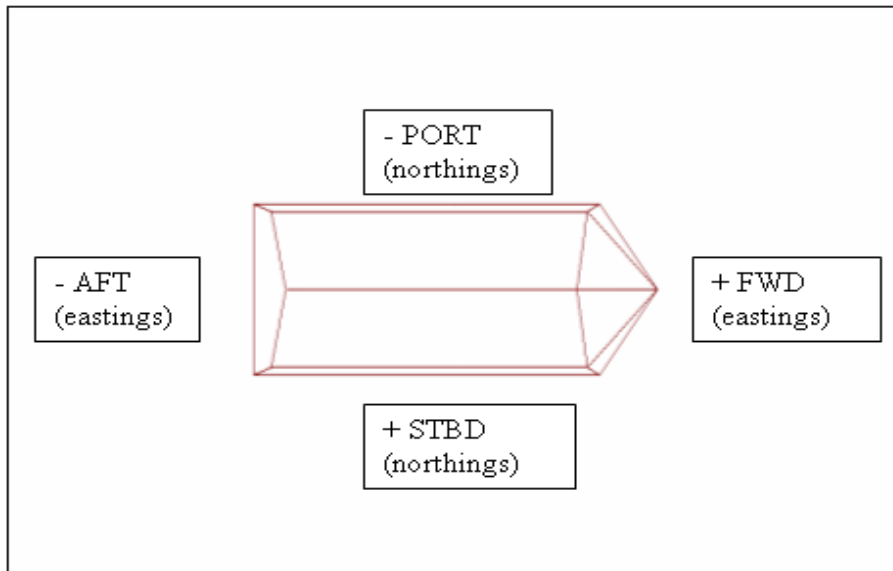 - PORT
(northings)
- AFT
(eastings)
+ FWD
(eastings)
+ STBD
(northings)